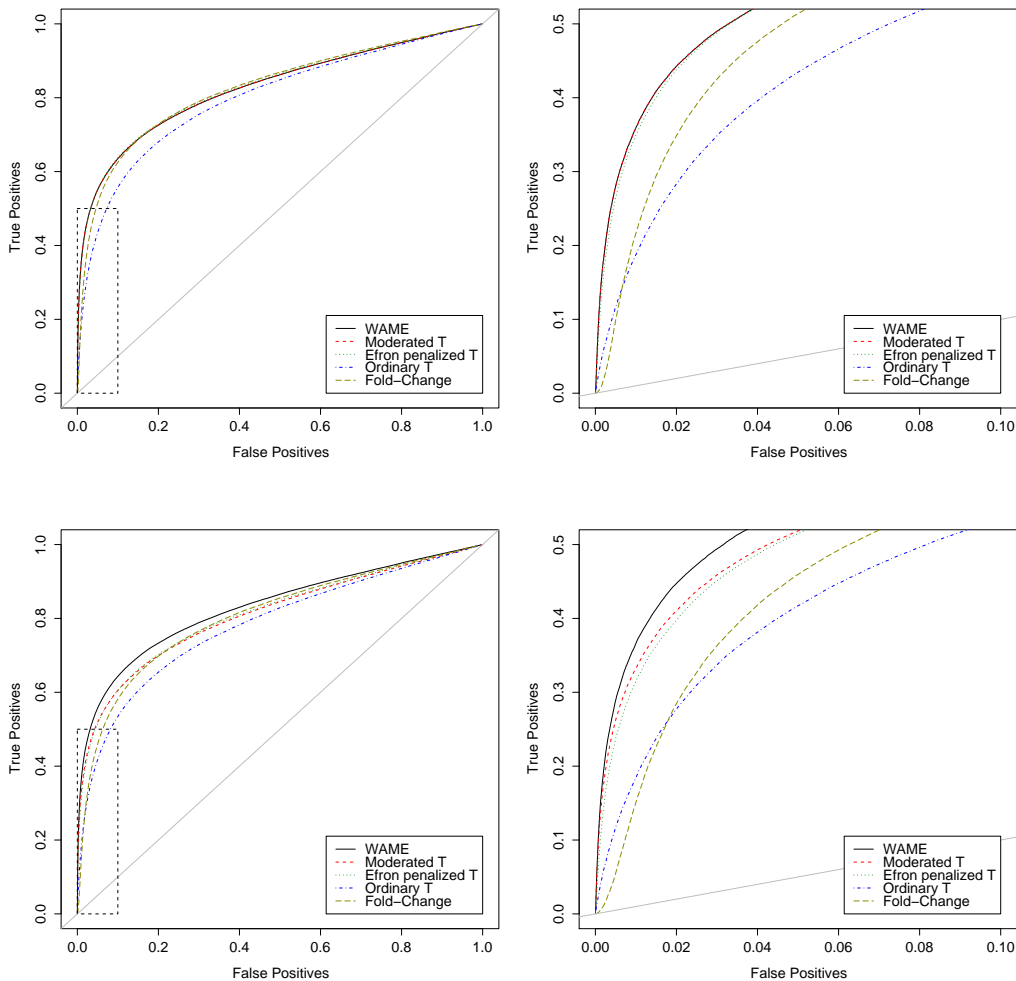 1.0
0.8
0.6
0.4
0.2
0.0
True Positives
WAME
Moderated T
Efron penalized T
Ordinary T
Fold−Change
0.0 0.2 0.4 0.6 0.8 1.0
False Positives
0.5
0.4
0.3
0.2
0.1
0.0
True Positives
WAME
Moderated T
Efron penalized T
Ordinary T
Fold−Change
0.00 0.02 0.04 0.06 0.08 0.10
False Positives
1.0
0.8
0.6
0.4
0.2
0.0
True Positives
WAME
Moderated T
Efron penalized T
Ordinary T
Fold−Change
0.0 0.2 0.4 0.6 0.8 1.0
False Positives
0.5
0.4
0.3
0.2
0.1
0.0
True Positives
WAME
Moderated T
Efron penalized T
Ordinary T
Fold−Change
0.00 0.02 0.04 0.06 0.08 0.10
False Positives